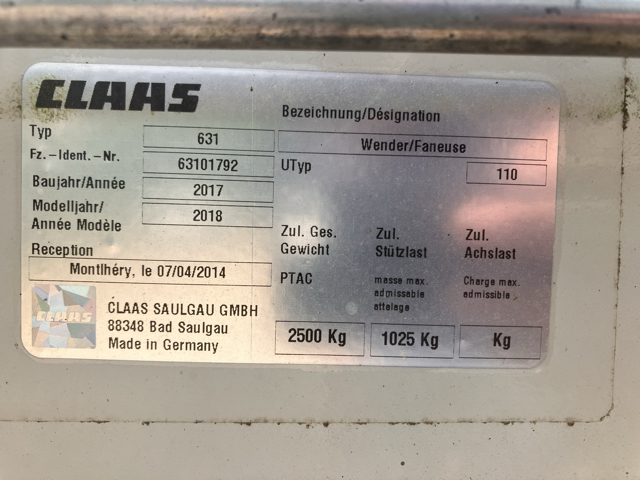 CLAAS
Bezeichnung/Désignation
Typ 631 Wender/Faneuse
Fz.-Ident.-Nr. 63101792 UTyp 110
Baujahr/Année 2017
Modelljahr/
Année Modèle 2018
Zul. Ges. Gewicht
Zul. Stützlast
Zul. Achslast
Reception
Montlhéry, le 07/04/2014
PTAC
masse max. admissable attelage
Charge max. admissible
CLAAS
CLAAS SAULGAU GMBH
88348 Bad Saulgau
Made in Germany
2500 Kg 1025 Kg Kg